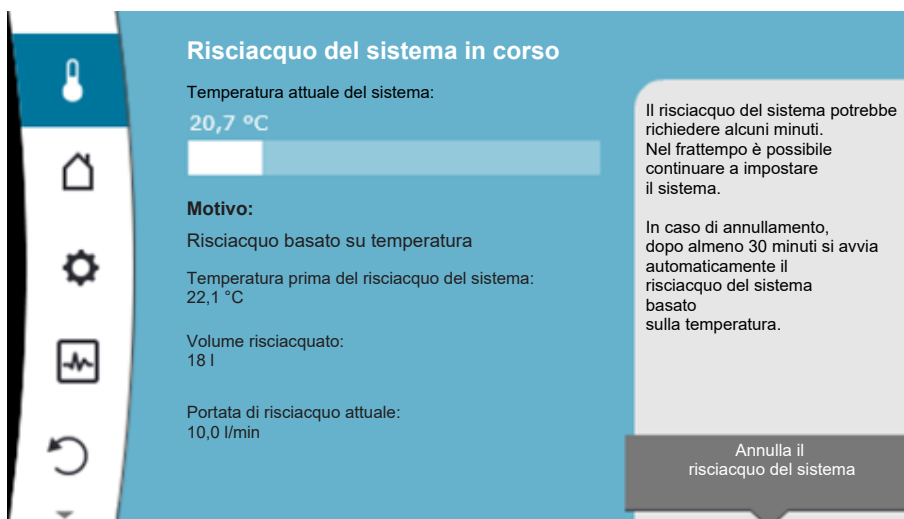 Risciacquo del sistema in corso
Temperatura attuale del sistema:
20,7 ºC
Motivo:
Risciacquo basato su temperatura
Temperatura prima del risciacquo del sistema:
22,1 °C
Volume risciacquato:
18 l
Portata di risciacquo attuale:
10,0 l/min
Il risciacquo del sistema potrebbe
richiedere alcuni minuti.
Nel frattempo è possibile
continuare a impostare
il sistema.
In caso di annullamento,
dopo almeno 30 minuti si avvia
automaticamente il
risciacquo del sistema
basato
sulla temperatura.
Annulla il
risciacquo del sistema